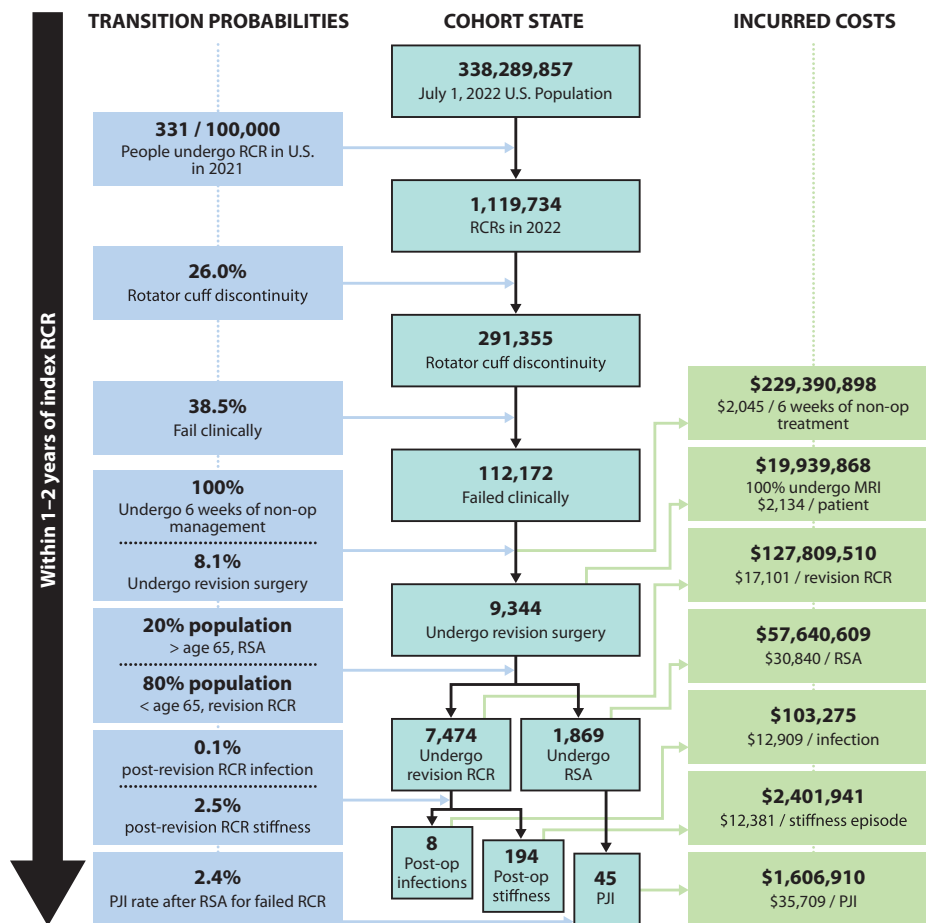 TRANSITION PROBABILITIES
COHORT STATE
INCURRED COSTS
Within 1–2 years of index RCR
331 / 100,000
People undergo RCR in U.S.
in 2021
26.0%
Rotator cuff discontinuity
38.5%
Fail clinically
100%
Undergo 6 weeks of non-op
management
8.1%
Undergo revision surgery
20% population
> age 65, RSA
80% population
< age 65, revision RCR
0.1%
post-revision RCR infection
2.5%
post-revision RCR stiffness
2.4%
PJI rate after RSA for failed RCR
338,289,857
July 1, 2022 U.S. Population
1,119,734
RCRs in 2022
291,355
Rotator cuff discontinuity
112,172
Failed clinically
9,344
Undergo revision surgery
7,474
Undergo
revision RCR
1,869
Undergo
RSA
8
Post-op
infections
194
Post-op
stiffness
45
PJI
$229,390,898
$2,045 / 6 weeks of non-op
treatment
$19,939,868
100% undergo MRI
$2,134 / patient
$127,809,510
$17,101 / revision RCR
$57,640,609
$30,840 / RSA
$103,275
$12,909 / infection
$2,401,941
$12,381 / stiffness episode
$1,606,910
$35,709 / PJI